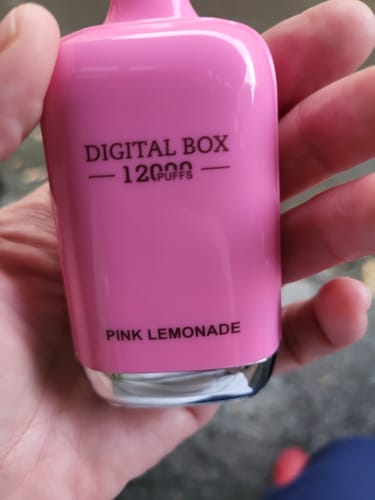 DIGITAL BOX
— 12000 PUFFS —
PINK LEMONADE